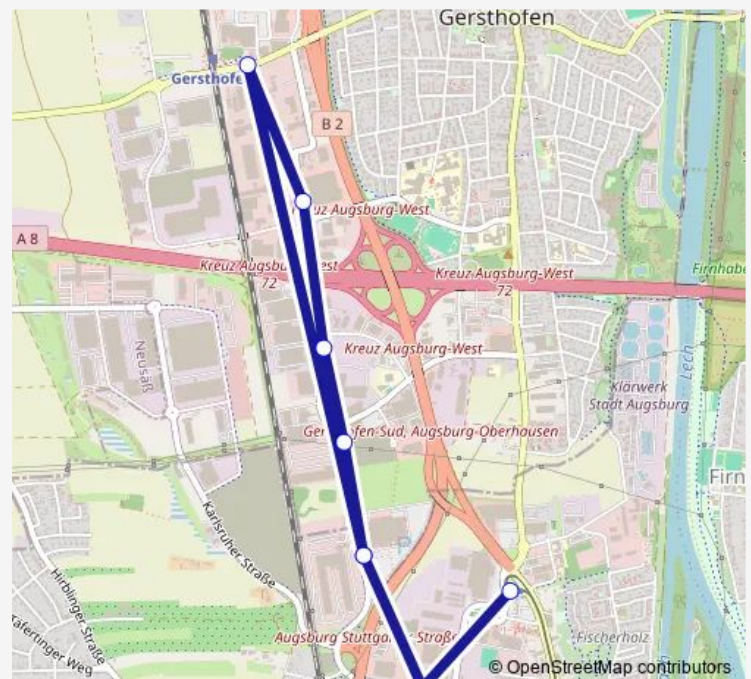 Gersthofen
Gersthofe
B 2
Kreuz Augsburg-West
A 8
Kreuz Augsburg-West
72
Kreuz Augsburg-West
72
Firnhabe
Neusäß
Kreuz Augsburg-West
Lech
Klärwerk
Stadt Augsburg
Gersthofen-Süd, Augsburg-Oberhausen
Firn
Karlsruher Straße
Hirblinger Straße
Täfertinger Weg
Augsburg Stuttgarter Straße
Fischerholz
© OpenStreetMap contributors